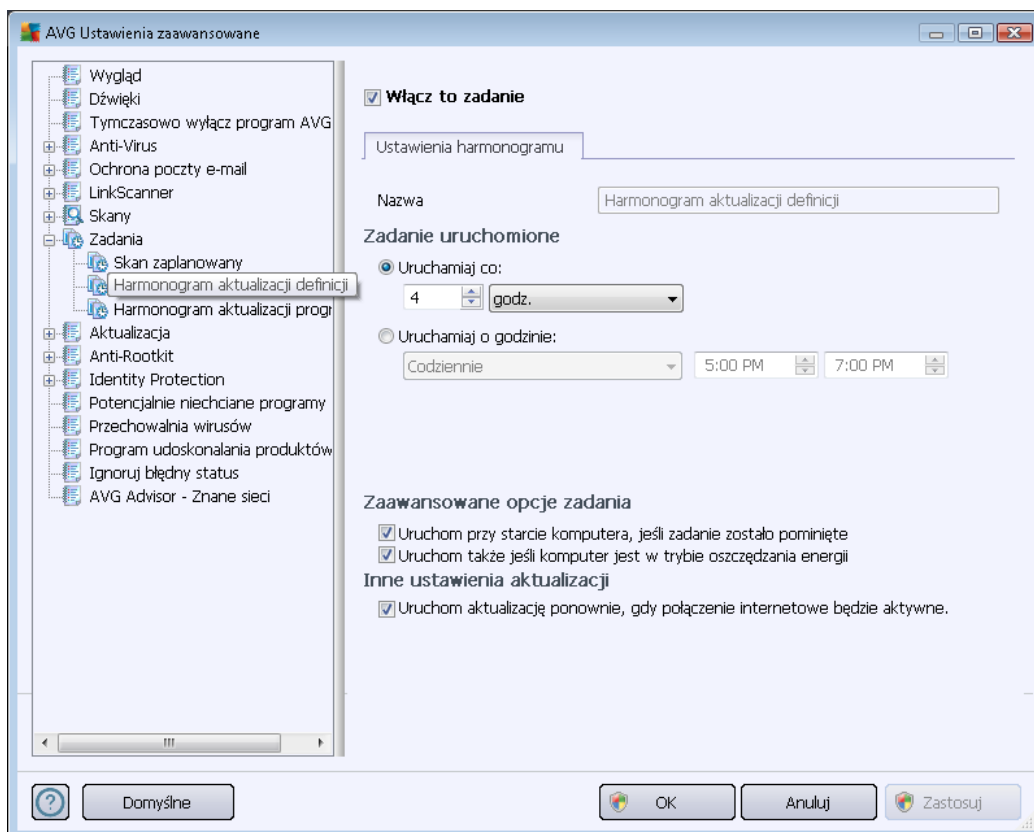 AVG Ustawienia zaawansowane
Wygląd
Dźwięki
Tymczasowo wyłącz program AVG
Anti-Virus
Ochrona poczty e-mail
LinkScanner
Skany
Zadania
Skan zaplanowany
Harmonogram aktualizacji definicji
Harmonogram aktualizacji progr
Aktualizacja
Anti-Rootkit
Identity Protection
Potencjalnie niechciane programy
Przechowalnia wirusów
Program udoskonalania produktów
Ignoruj błędny status
AVG Advisor - Znane sieci
Włącz to zadanie
Ustawienia harmonogramu
Nazwa Harmonogram aktualizacji definicji
Zadanie uruchomione
Uruchamiaj co:
4 godz.
Uruchamiaj o godzinie:
Codziennie 5:00 PM 7:00 PM
Zaawansowane opcje zadania
Uruchom przy starcie komputera, jeśli zadanie zostało pominięte
Uruchom także jeśli komputer jest w trybie oszczędzania energii
Inne ustawienia aktualizacji
Uruchom aktualizację ponownie, gdy połączenie internetowe będzie aktywne.
? Domyślne OK Anuluj Zastosuj